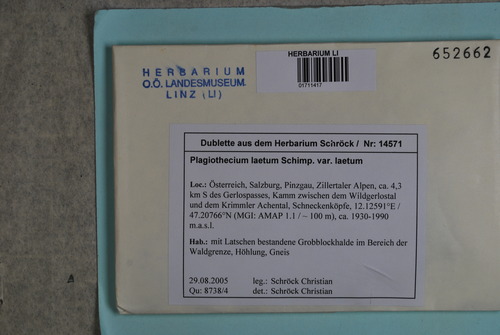 HERBARIUM
O.Ö. LANDESMUSEUM
LINZ (LI)
HERBARIUM LI
01711417
652662
Dublette aus dem Herbarium Schröck / Nr: 14571
Plagiothecium laetum Schimp. var. laetum
Loc.: Österreich, Salzburg, Pinzgau, Zillertaler Alpen, ca. 4,3
km S des Gerlospasses, Kamm zwischen dem Wildgerlostal
und dem Krimmler Achental, Schneckenköpfe, 12.12591°E /
47.20766°N (MGI: AMAP 1.1 / ~ 100 m), ca. 1930-1990
m.a.s.l.
Hab.: mit Latschen bestandene Grobblockhalde im Bereich der
Waldgrenze, Höhlung, Gneis
29.08.2005 leg.: Schröck Christian
Qu: 8738/4 det.: Schröck Christian